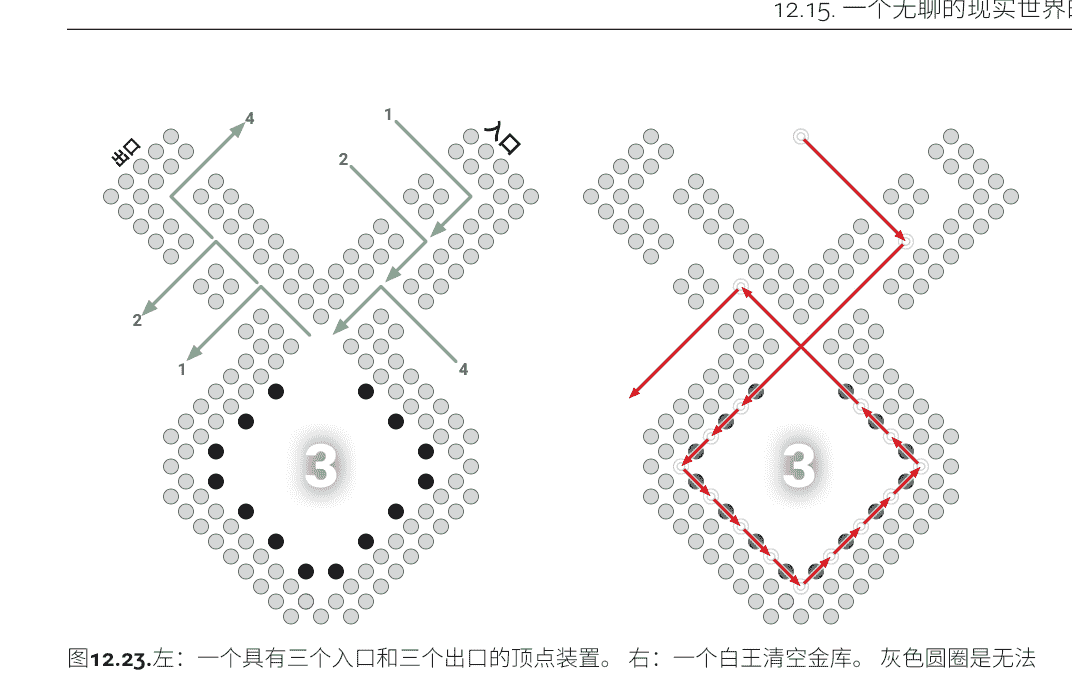 12.15. 一个无聊的现实世界
4
1
入口
出口
2
2
1
4
3
3
图12.23.左：一个具有三个入口和三个出口的顶点装置。 右：一个白王清空金库。 灰色圆圈是无法